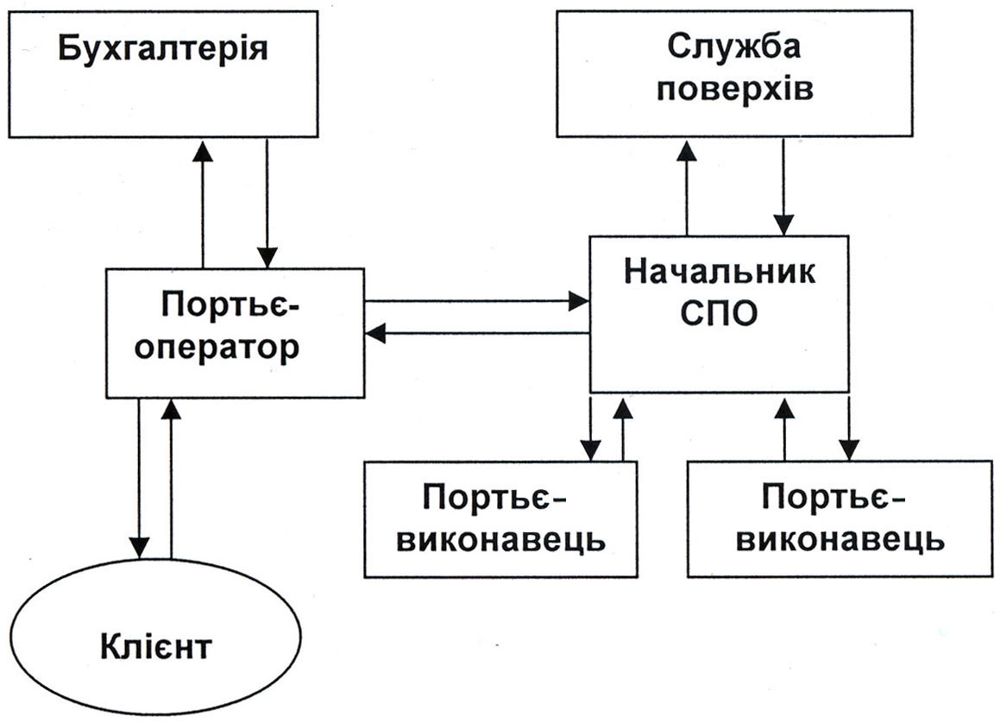 Бухгалтерія
Служба
поверхів
Портьє-
оператор
Начальник
СПО
Портьє-
виконавець
Портьє-
виконавець
Клієнт